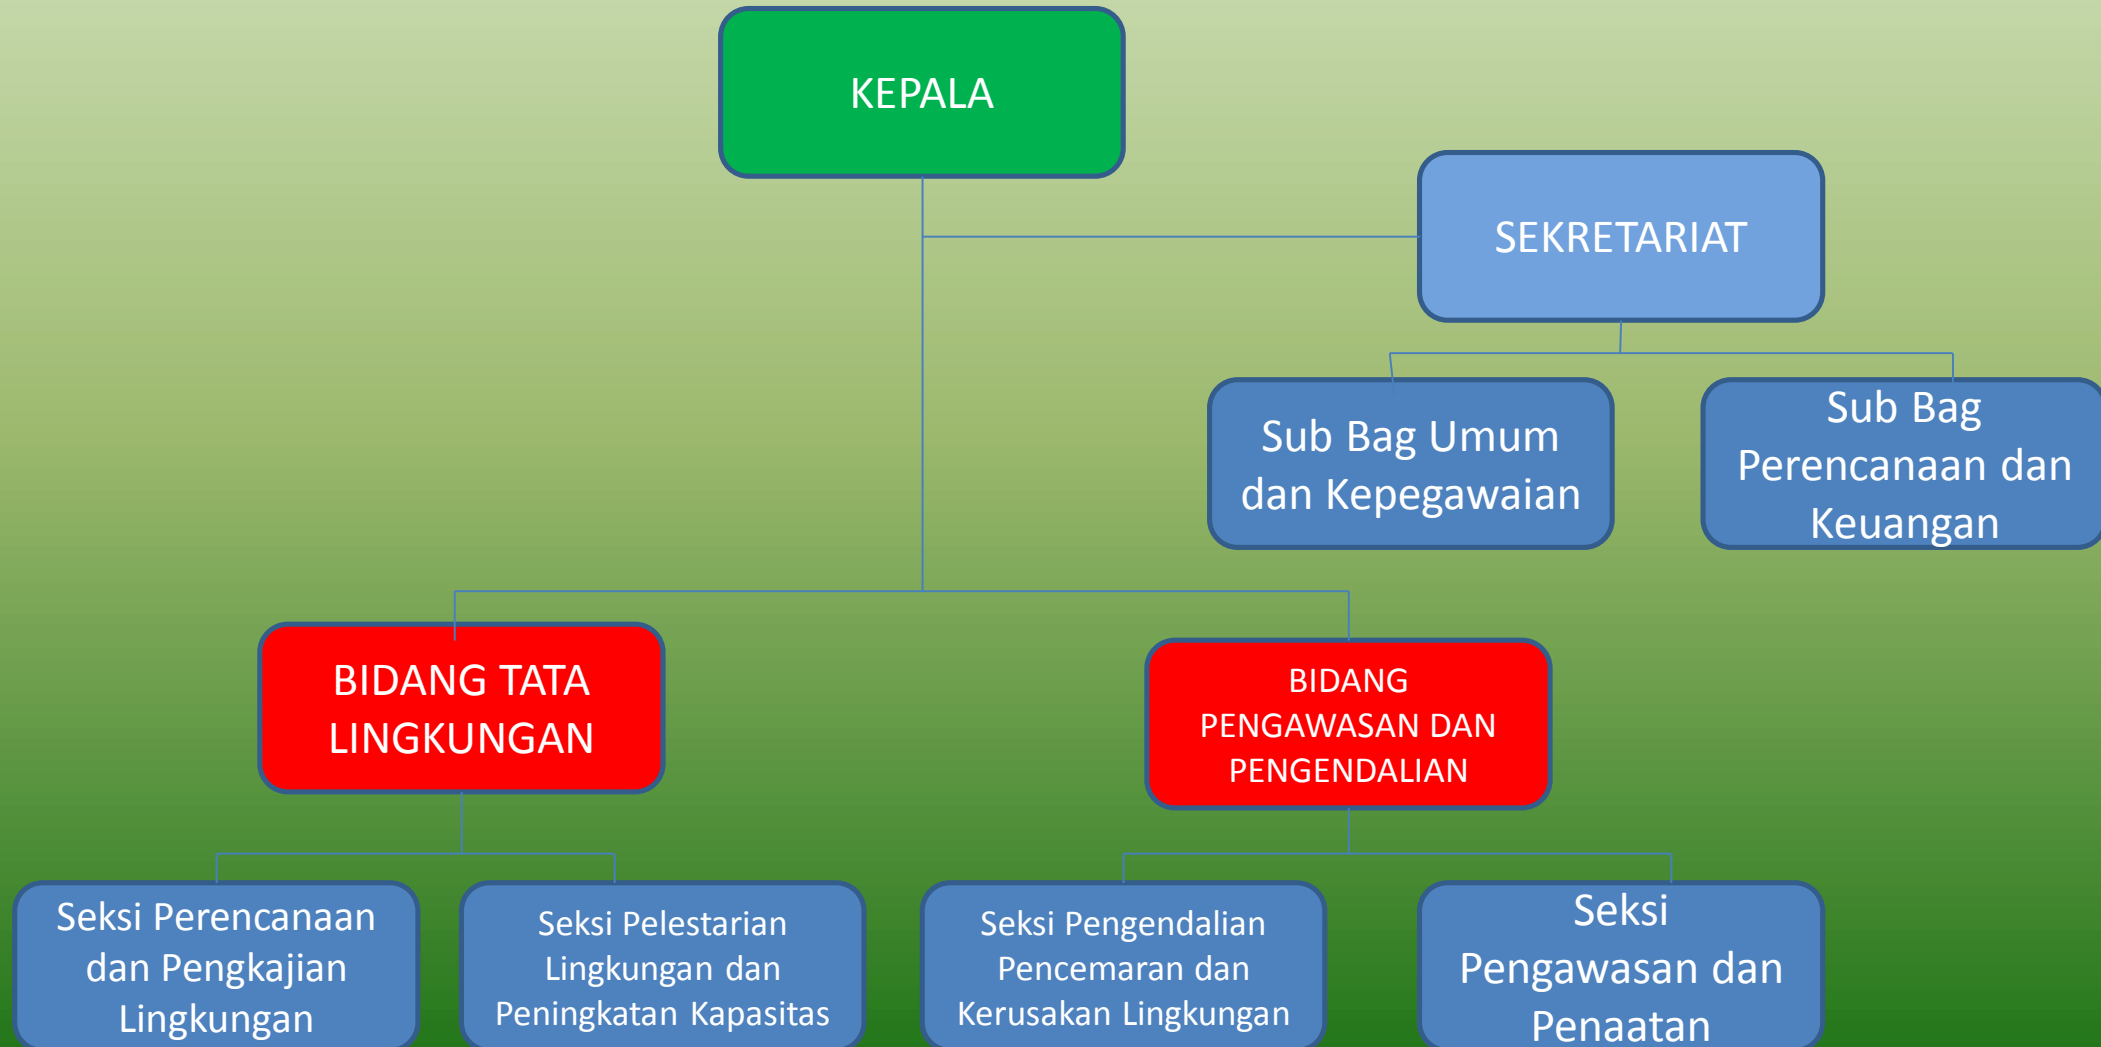 KEPALA
SEKRETARIAT
Sub Bag Umum
dan Kepegawaian
Sub Bag
Perencanaan dan
Keuangan
BIDANG TATA
LINGKUNGAN
BIDANG
PENGAWASAN DAN
PENGENDALIAN
Seksi Perencanaan
dan Pengkajian
Lingkungan
Seksi Pelestarian
Lingkungan dan
Peningkatan Kapasitas
Seksi Pengendalian
Pencemaran dan
Kerusakan Lingkungan
Seksi
Pengawasan dan
Penaatan